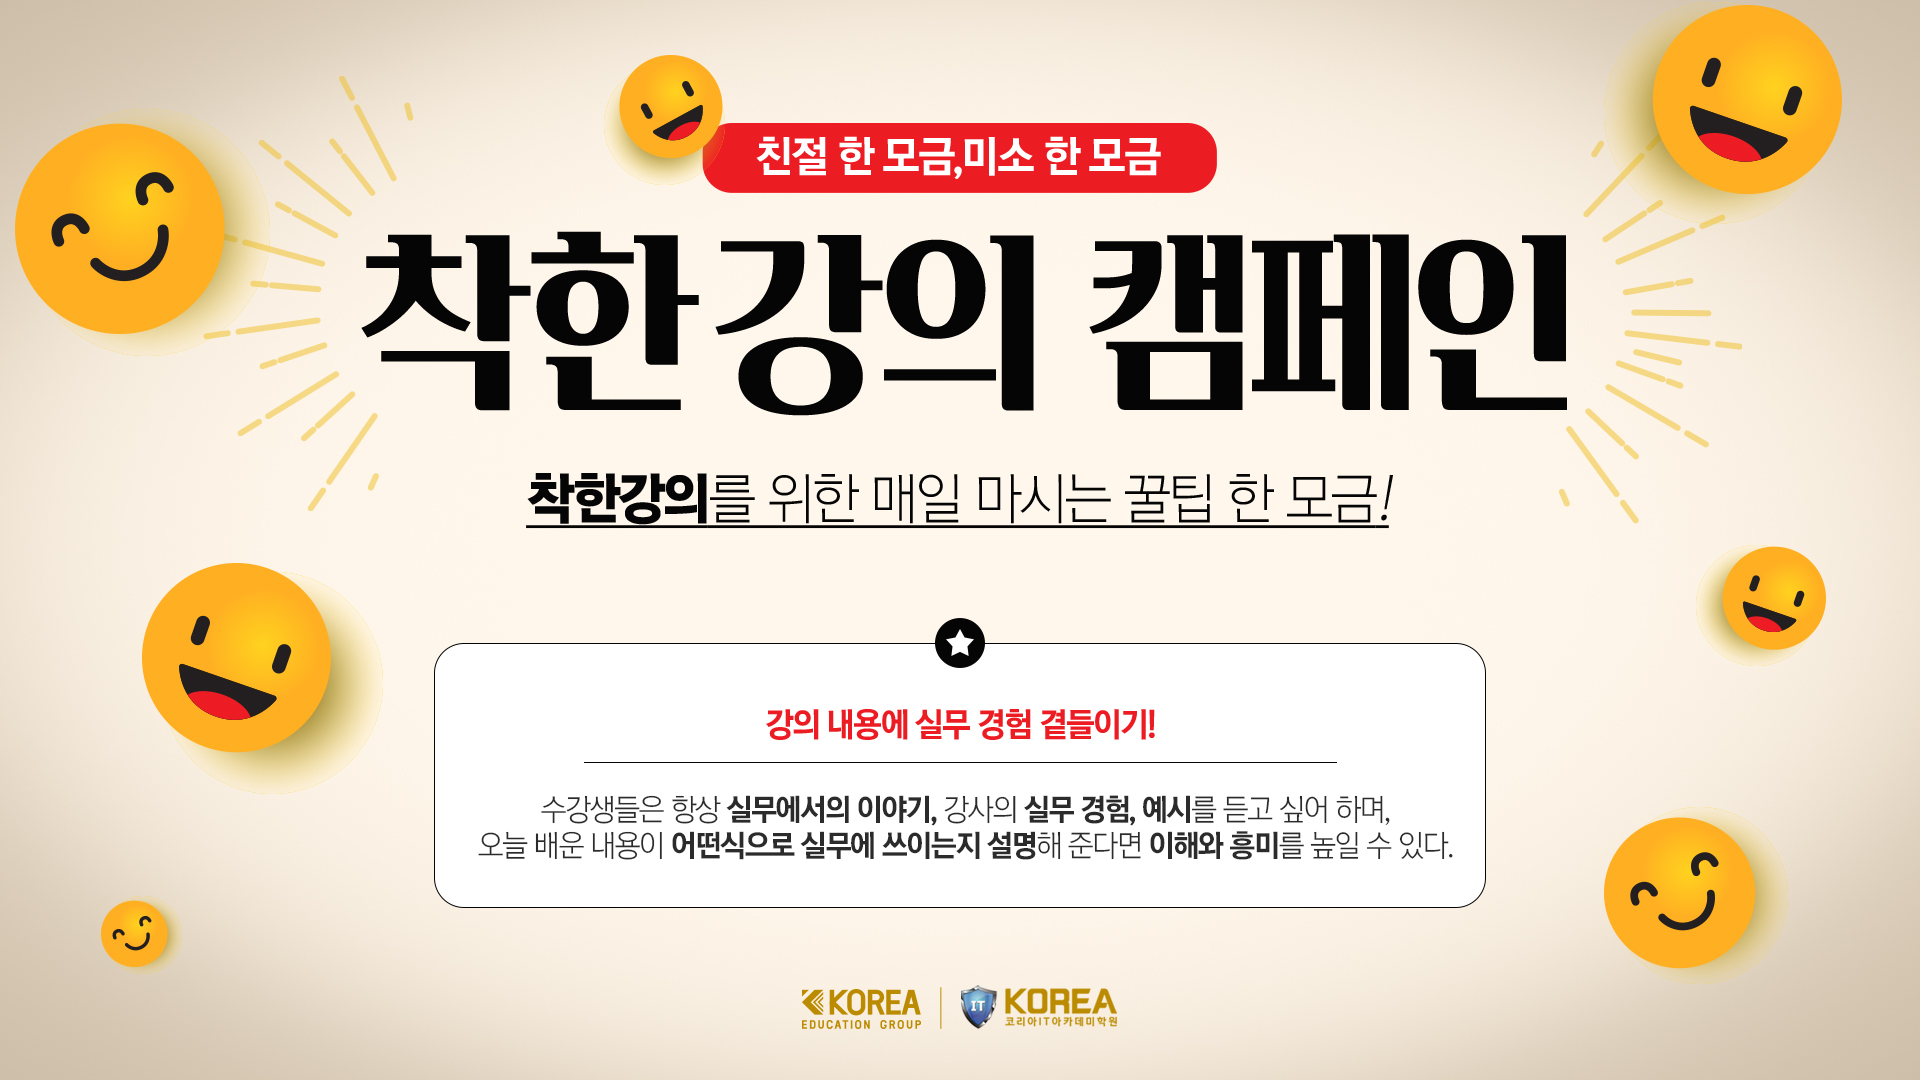 친절 한 모금,미소 한 모금
착한강의 캠페인
착한강의를 위한 매일 마시는 꿀팁 한 모금!
강의 내용에 실무 경험 곁들이기!
수강생들은 항상 실무에서의 이야기, 강사의 실무 경험, 예시를 듣고 싶어 하며,
오늘 배운 내용이 어떤식으로 실무에 쓰이는지 설명해 준다면 이해와 흥미를 높일 수 있다.
KOREA
EDUCATION GROUP
IT
KOREA
코리아IT아카데미학원